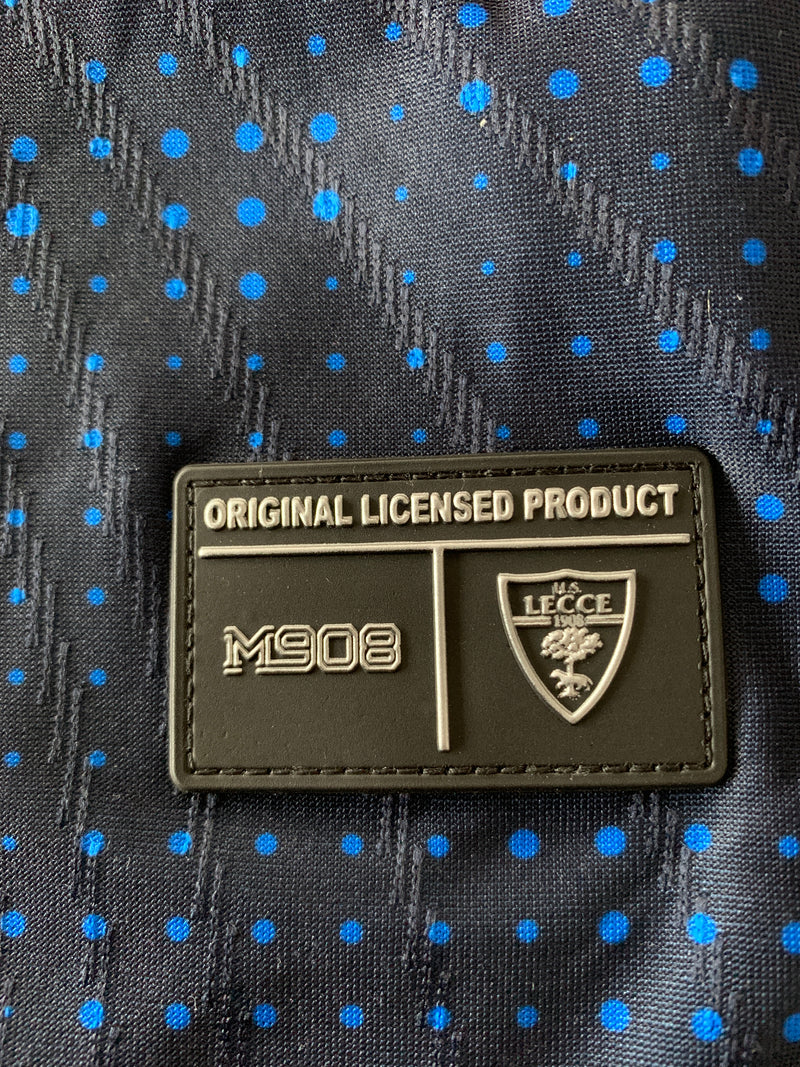 ORIGINAL LICENSED PRODUCT
M908
U.S.
LECCE
1908